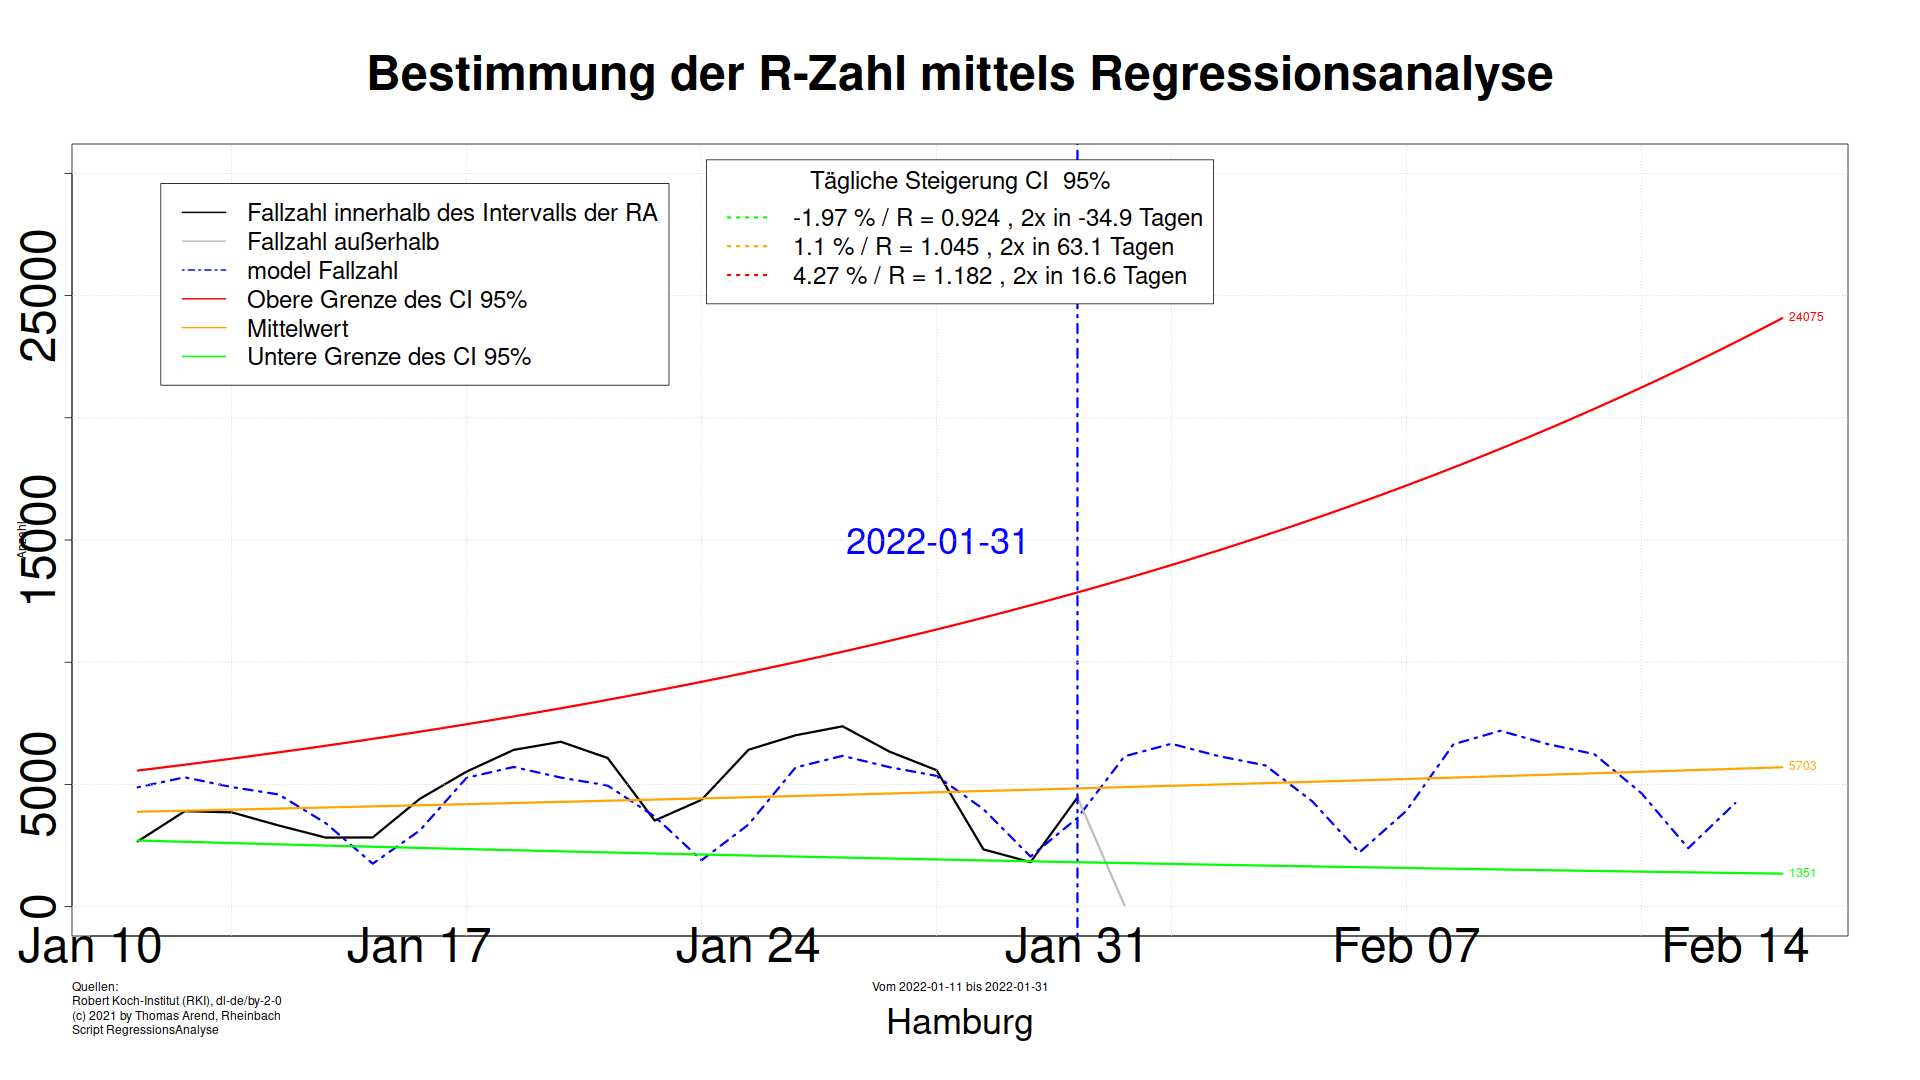 Bestimmung der R-Zahl mittels Regressionsanalyse
Fallzahl innerhalb des Intervalls der RA
Fallzahl außerhalb
model Fallzahl
Obere Grenze des CI 95%
Mittelwert
Untere Grenze des CI 95%
Tägliche Steigerung CI  95%
-1.97 % / R = 0.924 , 2x in -34.9 Tagen
1.1 % / R = 1.045 , 2x in 63.1 Tagen
4.27 % / R = 1.182 , 2x in 16.6 Tagen
25000
15000
5000
0
Anzahl
2022-01-31
24075
5703
1351
Jan 10
Jan 17
Jan 24
Jan 31
Feb 07
Feb 14
Quellen:
Robert Koch-Institut (RKI), dl-de/by-2-0
(c) 2021 by Thomas Arend, Rheinbach
Script RegressionsAnalyse
Vom 2022-01-11 bis 2022-01-31
Hamburg